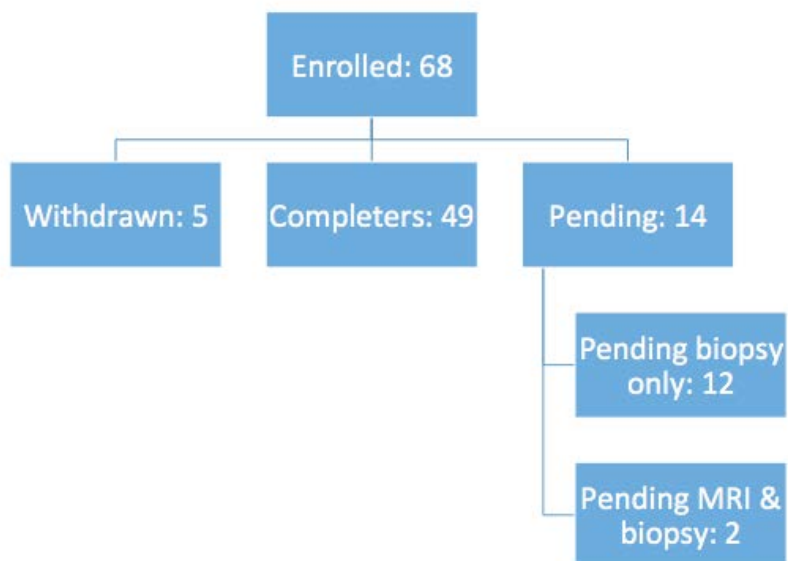 Enrolled: 68
Withdrawn: 5
Completers: 49
Pending: 14
Pending biopsy
only: 12
Pending MRI &
biopsy: 2